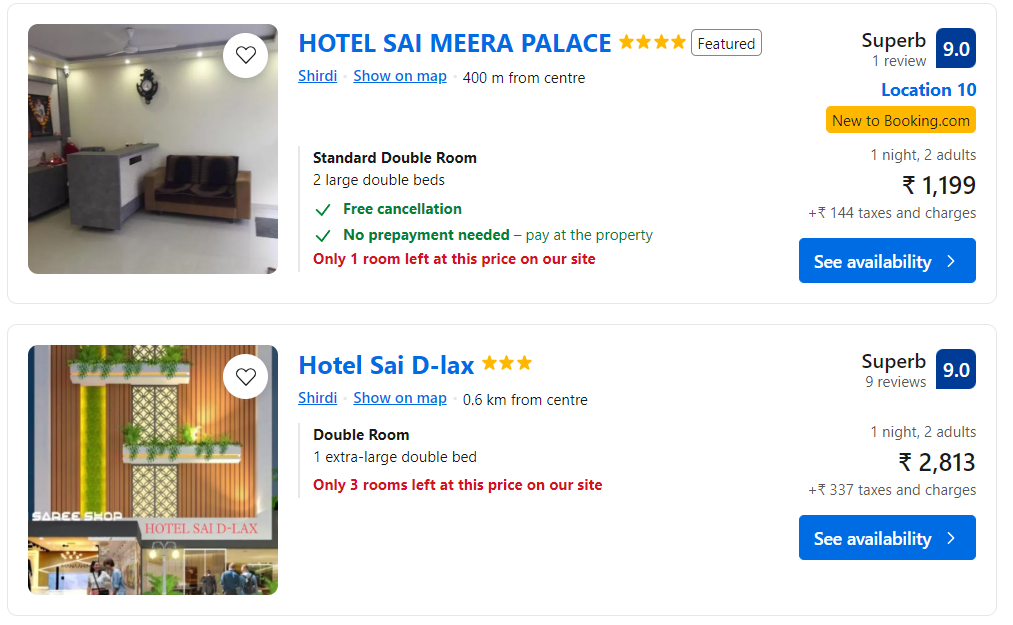 HOTEL SAI MEERA PALACE Featured
Shirdi Show on map 400 m from centre
Standard Double Room
2 large double beds
Free cancellation
No prepayment needed – pay at the property
Only 1 room left at this price on our site
Superb 9.0
1 review
Location 10
New to Booking.com
1 night, 2 adults
₹ 1,199
+₹ 144 taxes and charges
See availability
SAREE SHOP
HOTEL SAI D-LAX
Hotel Sai D-lax
Shirdi Show on map 0.6 km from centre
Double Room
1 extra-large double bed
Only 3 rooms left at this price on our site
Superb 9.0
9 reviews
1 night, 2 adults
₹ 2,813
+₹ 337 taxes and charges
See availability